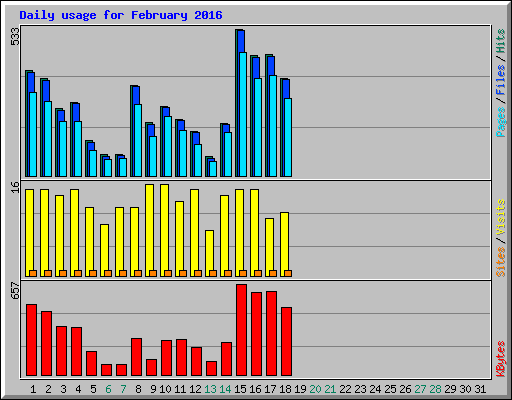 Daily usage for February 2016
533
Pages / Files / Hits
16
Sites / Visits
657
KBytes
1 2 3 4 5 6 7 8 9 10 11 12 13 14 15 16 17 18 19 20 21 22 23 24 25 26 27 28 29 30 31